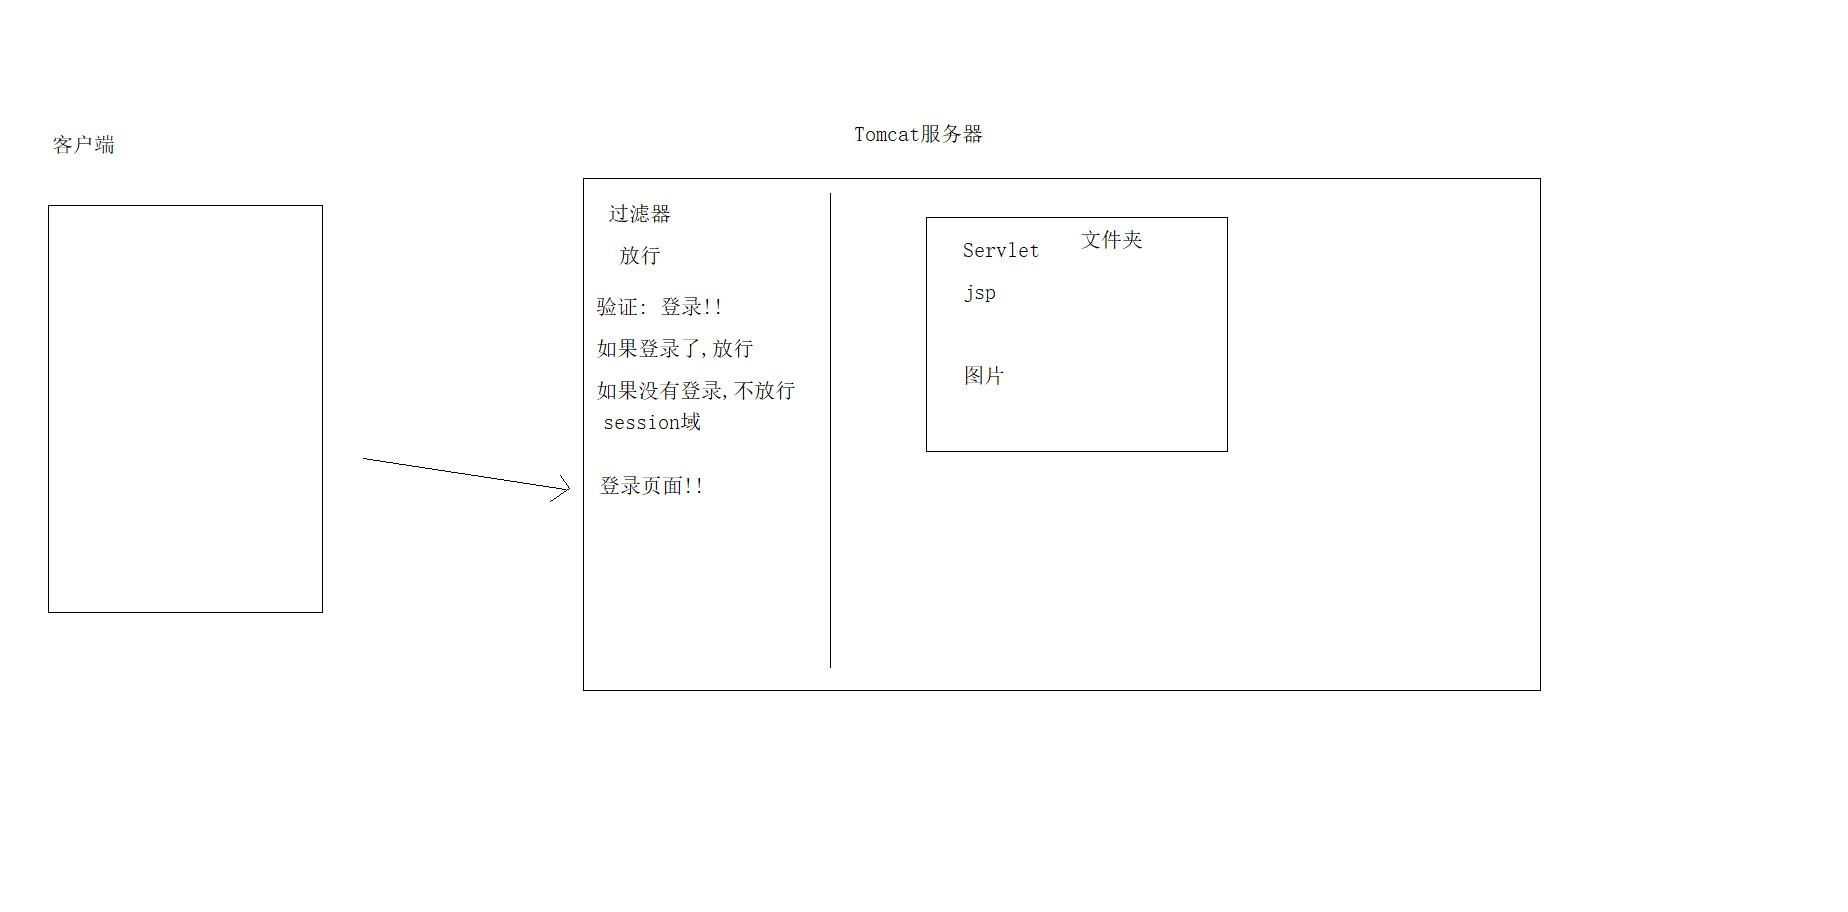 客户端
Tomcat服务器
过滤器
放行
验证: 登录!!
如果登录了,放行
如果没有登录,不放行
session域
登录页面!!
Servlet
文件夹
jsp
图片